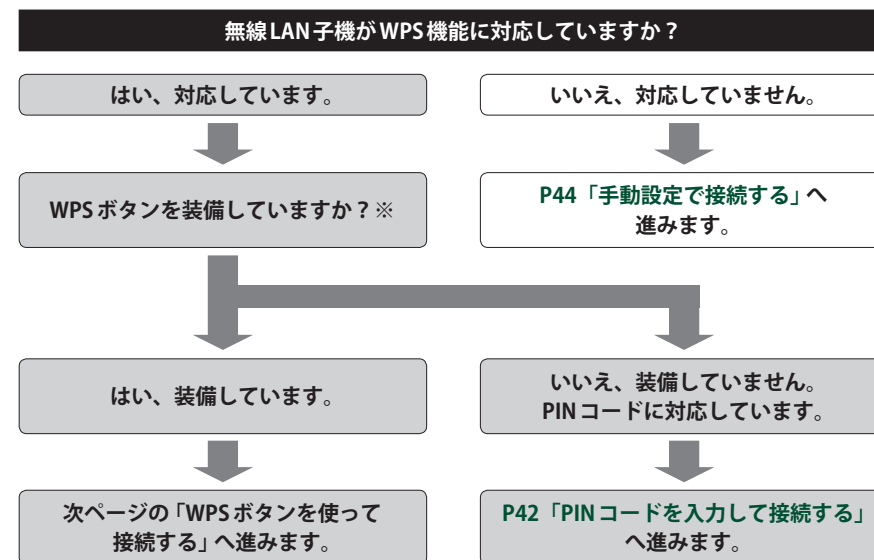 無線LAN子機がWPS機能に対応していますか？
はい、対応しています。
いいえ、対応していません。
WPSボタンを装備していますか？※
P44「手動設定で接続する」へ
進みます。
はい、装備しています。
いいえ、装備していません。
PINコードに対応しています。
次ページの「WPSボタンを使って
接続する」へ進みます。
P42「PINコードを入力して接続する」
へ進みます。